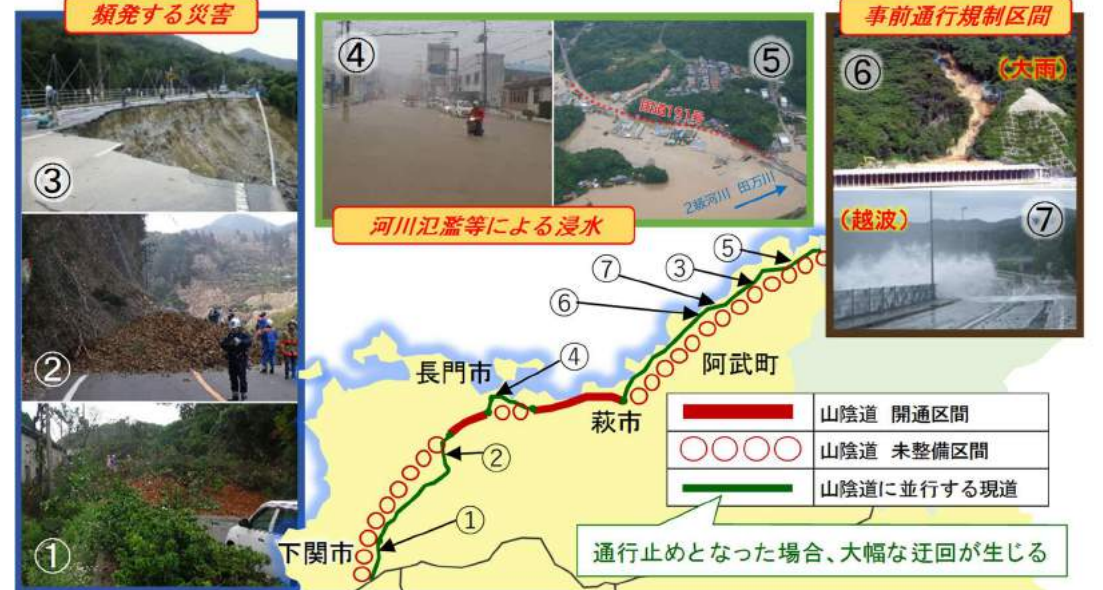 頻発する災害
③
②
①
④
⑤
国道191号
2級河川 田万川
河川氾濫等による浸水
事前通行規制区間
⑥
(大雨)
(越波)
⑦
⑤
③
⑦
⑥
④
長門市
阿武町
萩市
②
①
下関市
山陰道 開通区間
山陰道 未整備区間
山陰道に並行する現道
通行止めとなった場合、大幅な迂回が生じる